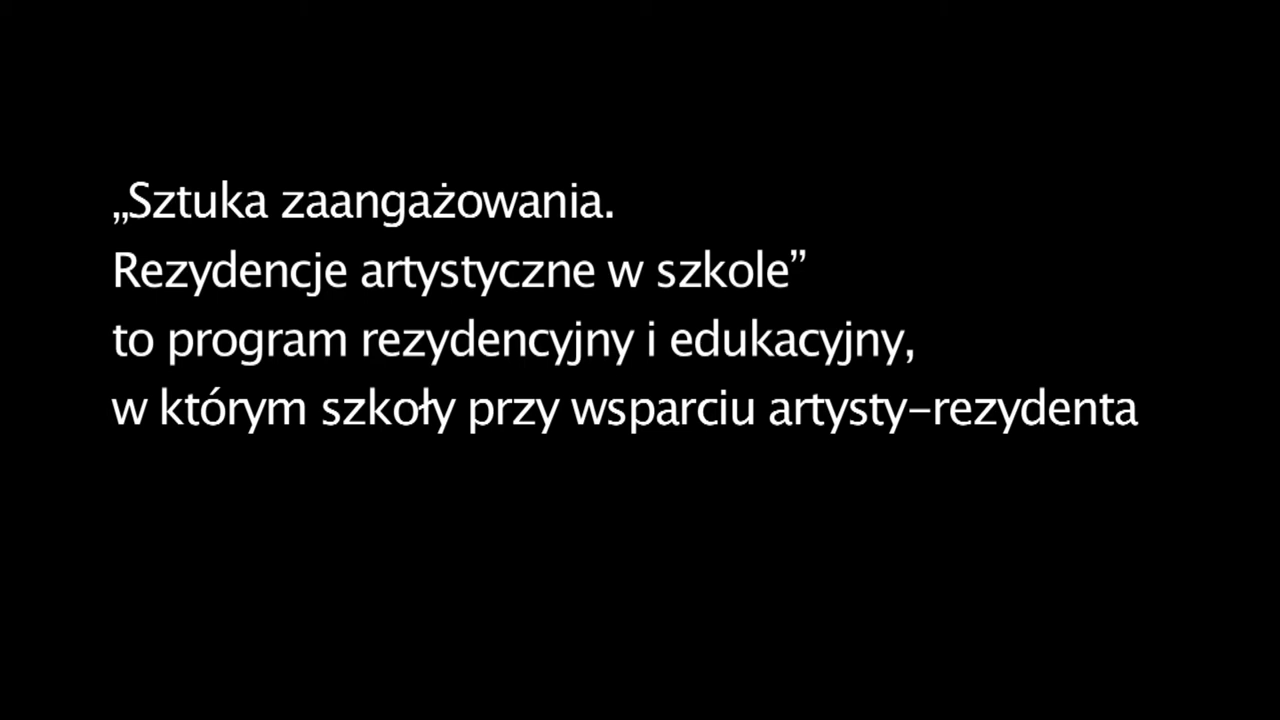 „Sztuka zaangażowania.
Rezydencje artystyczne w szkole”
to program rezydencyjny i edukacyjny,
w którym szkoły przy wsparciu artysty–rezydenta